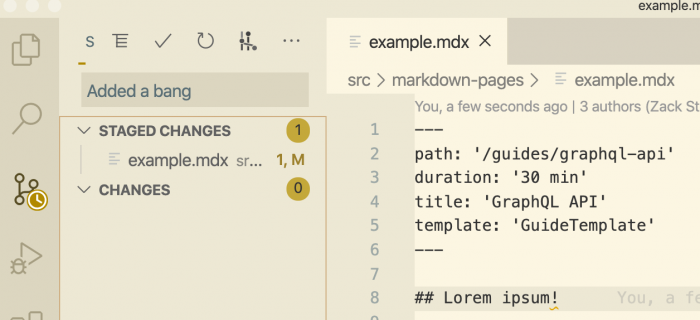 example.m
S
example.mdx
Added a bang
src > markdown-pages > example.mdx
You, a few seconds ago | 3 authors (Zack St
STAGED CHANGES 1
example.mdx sr... 1, M
CHANGES 0
1 ---
2 path: '/guides/graphql-api'
3 duration: '30 min'
4 title: 'GraphQL API'
5 template: 'GuideTemplate'
6 ---
7
8 ## Lorem ipsum! You, a fe